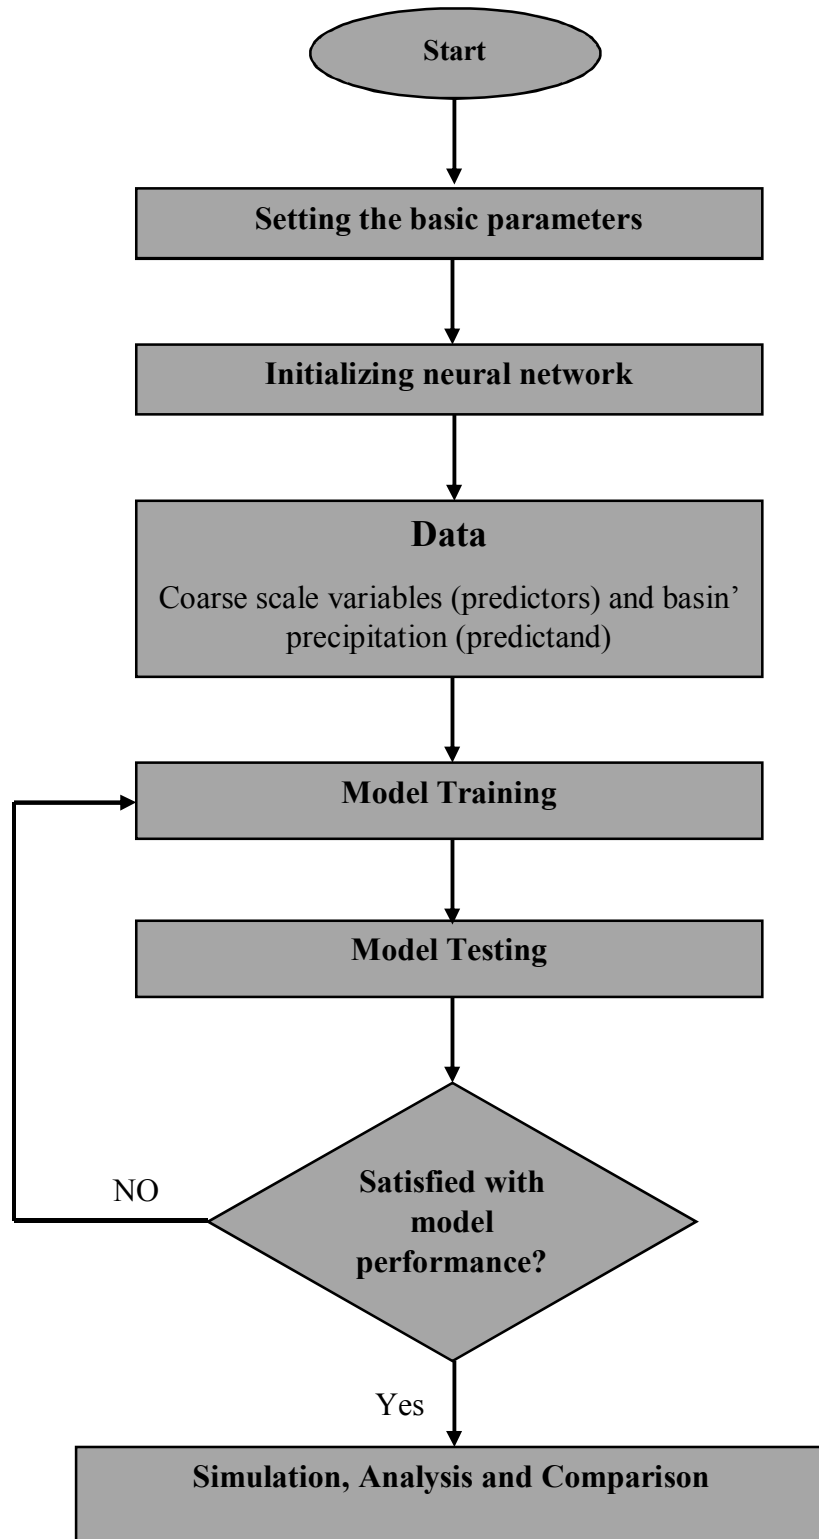 Start
Setting the basic parameters
Initializing neural network
Data
Coarse scale variables (predictors) and basin’
precipitation (predictand)
Model Training
Model Testing
Satisfied with
model
performance?
NO
Yes
Simulation, Analysis and Comparison